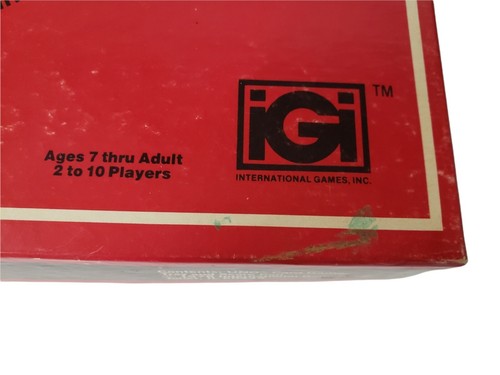 iGi
TM
INTERNATIONAL GAMES, INC.
Ages 7 thru Adult
2 to 10 Players